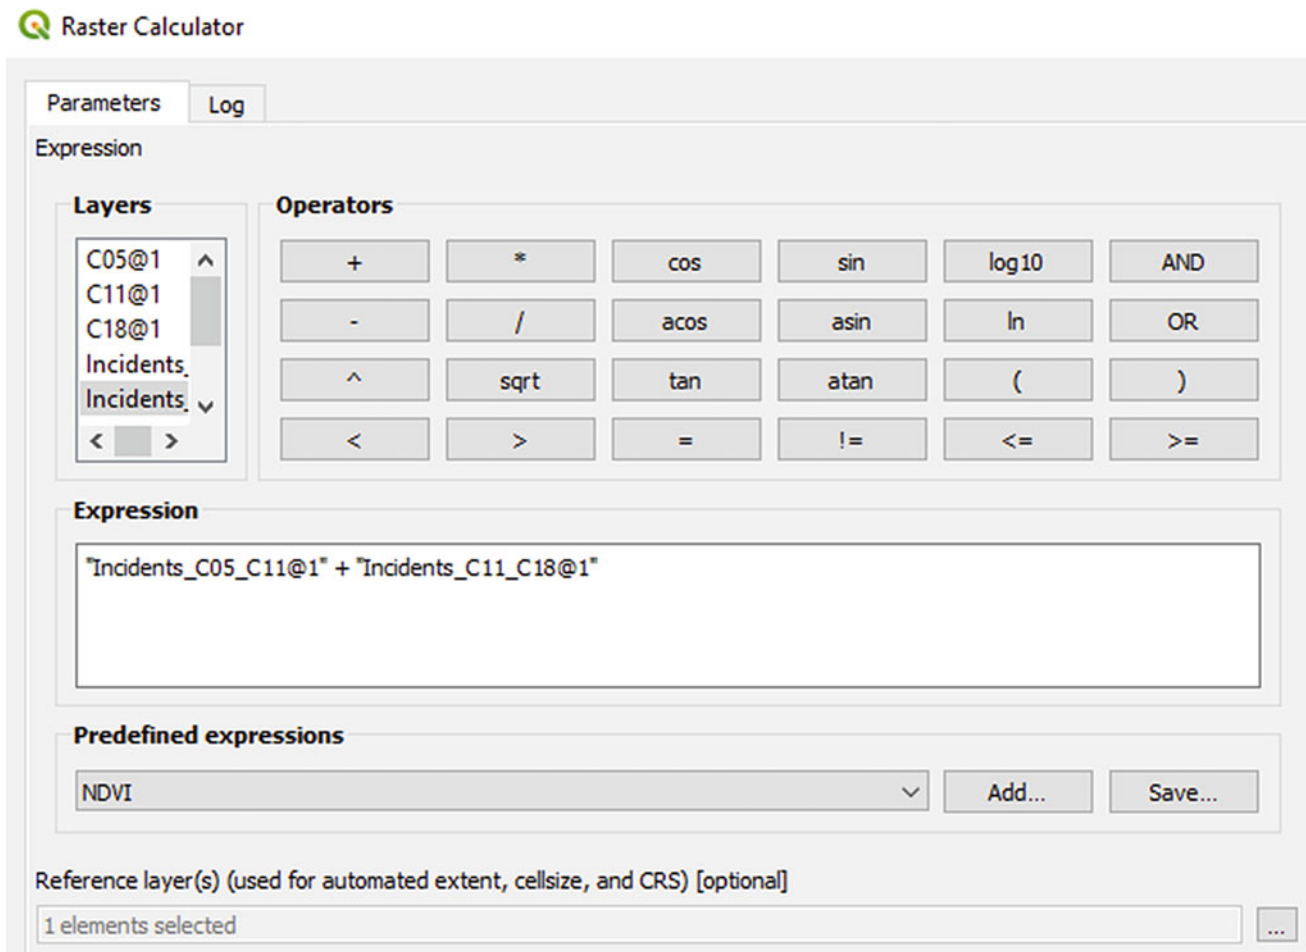 Raster Calculator
Parameters
Log
Expression
Layers
C05@1
C11@1
C18@1
Incidents_
Incidents_
< >
Operators
+ * cos sin log10 AND
- / acos asin ln OR
^ sqrt tan atan ( )
< > = != <= >=
Expression
"Incidents_C05_C11@1" + "Incidents_C11_C18@1"
Predefined expressions
NDVI
Add...
Save...
Reference layer(s) (used for automated extent, cellsize, and CRS) [optional]
1 elements selected
...